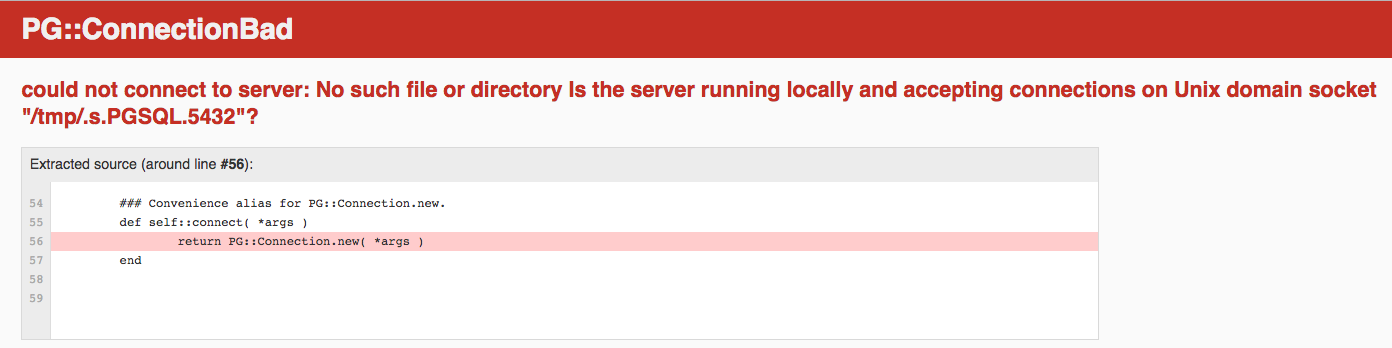 PG::ConnectionBad
could not connect to server: No such file or directory Is the server running locally and accepting connections on Unix domain socket
"/tmp/.s.PGSQL.5432"?
Extracted source (around line #56):
54 ### Convenience alias for PG::Connection.new.
55 def self::connect( *args )
56 return PG::Connection.new( *args )
57 end
58
59